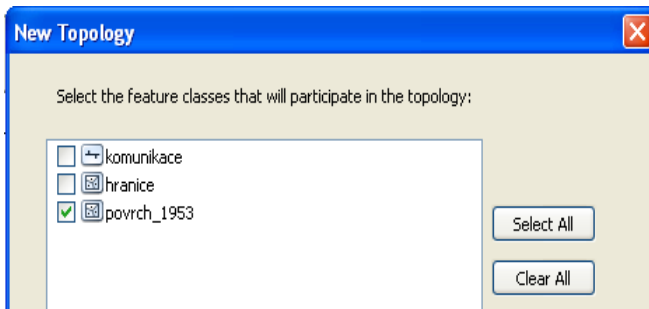 New Topology
Select the feature classes that will participate in the topology:
komunikace
hranice
povrch_1953
Select All
Clear All